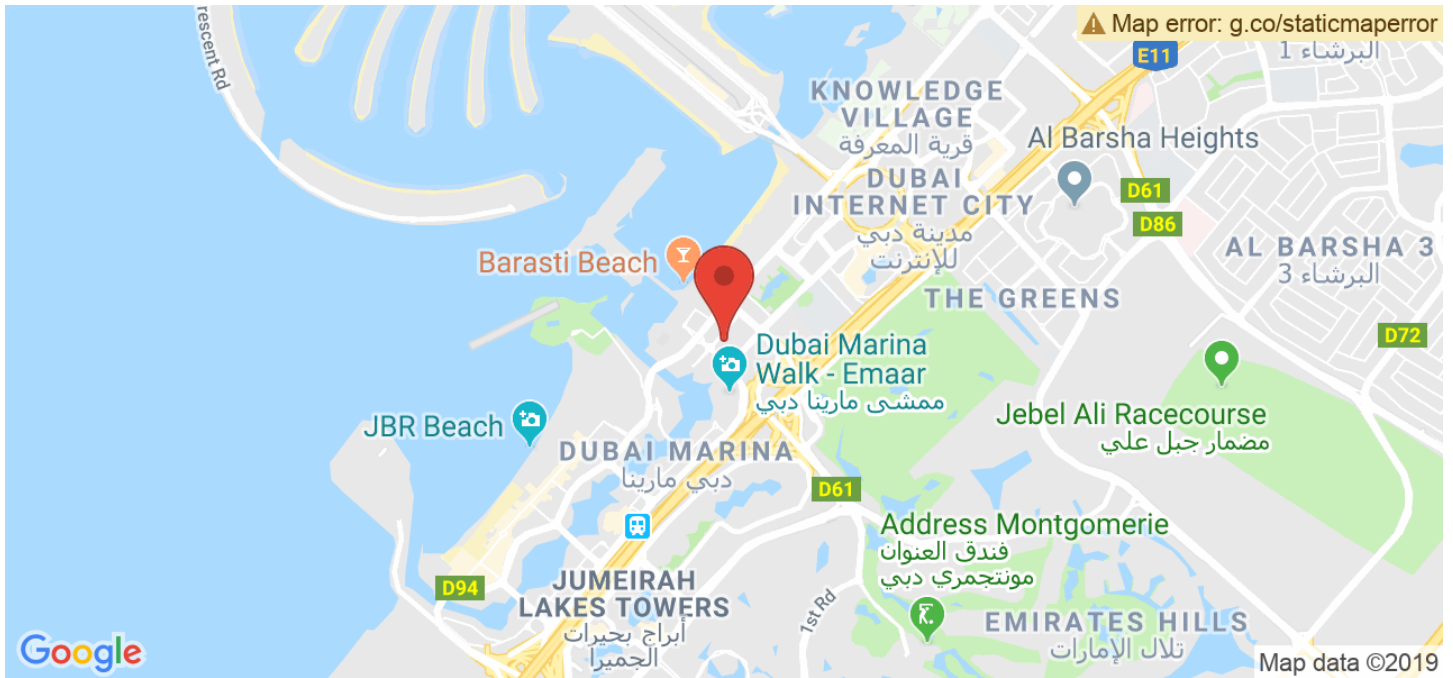 rescent Rd
Map error: g.co/staticmaperror
E11
البرشاء 1
KNOWLEDGE
VILLAGE
قرية المعرفة
Al Barsha Heights
DUBAI
INTERNET CITY
مدينة دبي
للإنترنت
D61
D86
AL BARSHA 3
البرشاء 3
Barasti Beach
THE GREENS
D72
Dubai Marina
Walk - Emaar
ممشى مارينا دبي
Jebel Ali Racecourse
مضمار جبل علي
JBR Beach
DUBAI MARINA
دبي مارينا
D61
Address Montgomerie
فندق العنوان
مونتجمري دبي
D94
JUMEIRAH
LAKES TOWERS
أبراج بحيرات
الجميرا
1st Rd
EMIRATES HILLS
تلال الإمارات
Google
Map data ©2019